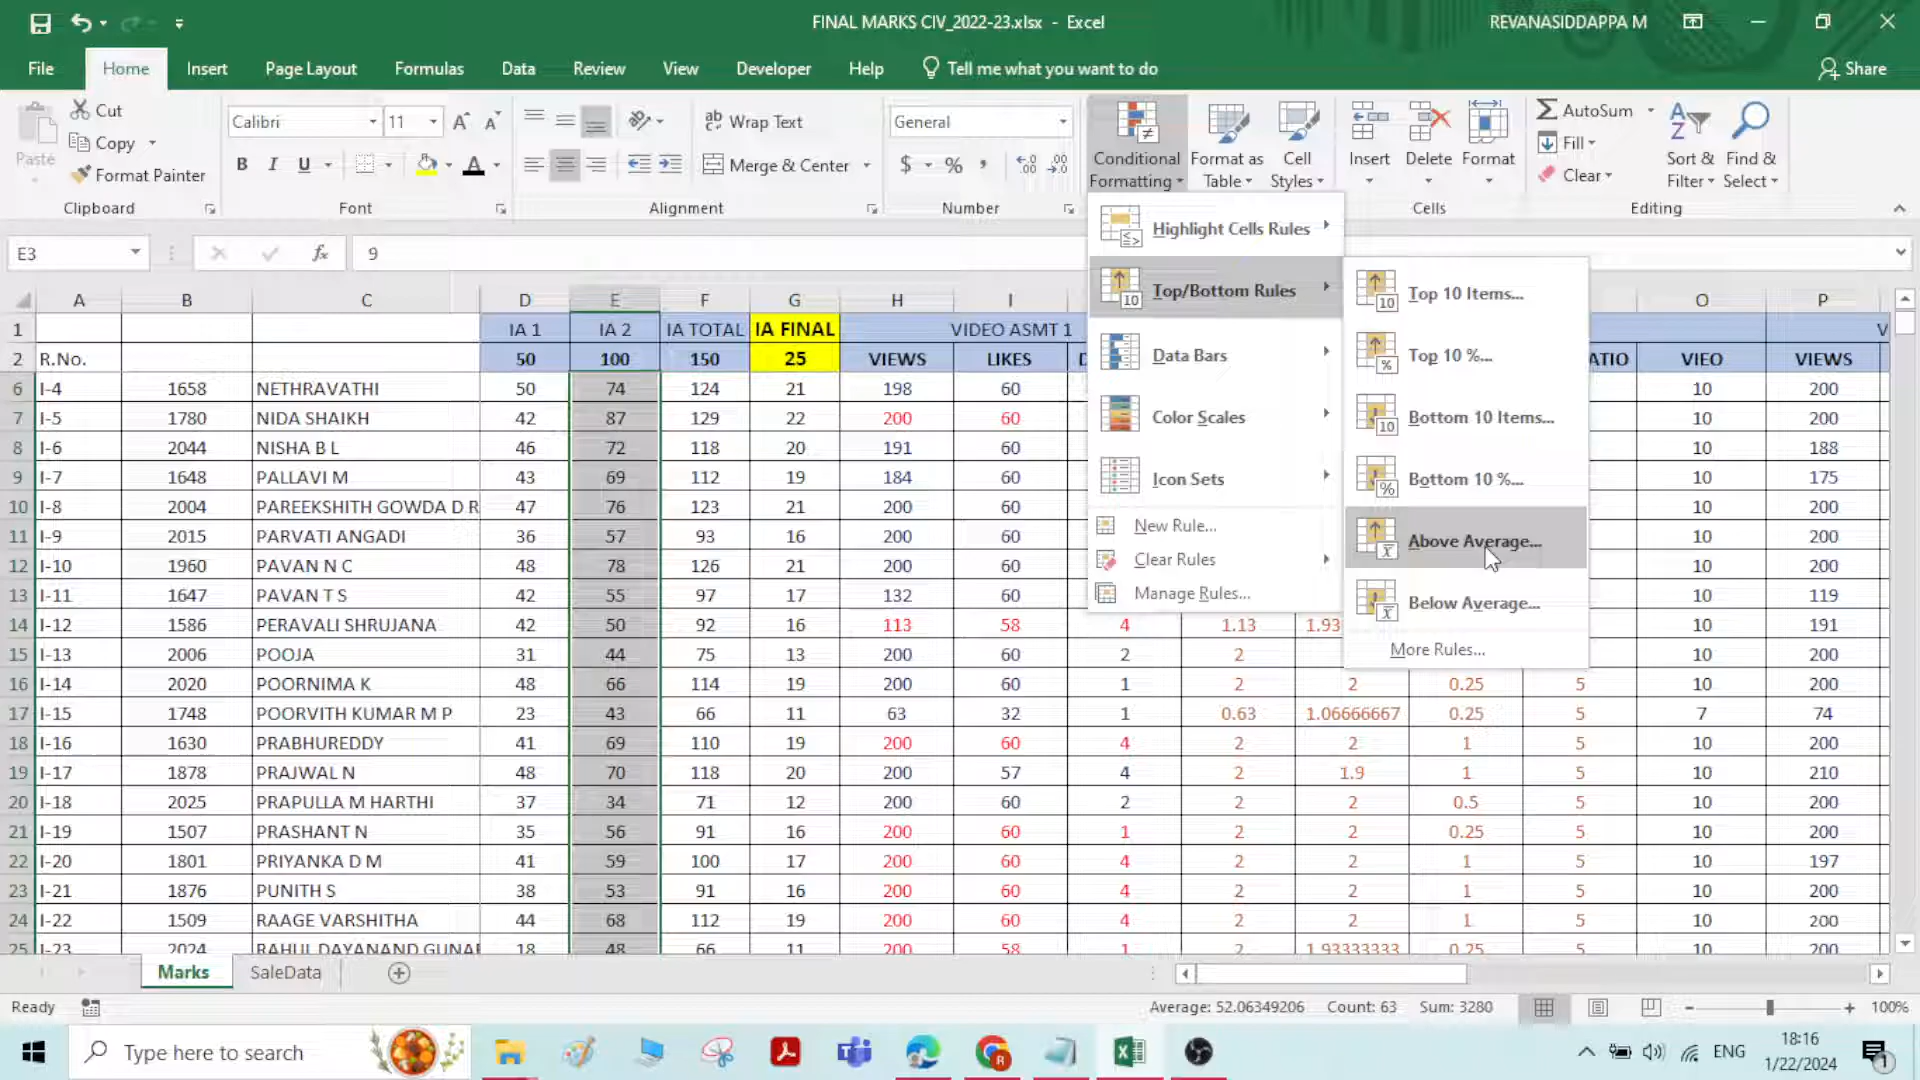 FINAL MARKS CIV_2022-23.xlsx - Excel
REVANASIDDAPPA M
File Home Insert Page Layout Formulas Data Review View Developer Help Tell me what you want to do Share
Paste
Cut
Copy
Format Painter
Clipboard
Calibri 11
B I U
Font
ab Wrap Text
Merge & Center
Alignment
General
$ % ,
Number
Conditional Formatting
Format as Table
Cell Styles
Insert Delete Format
Cells
AutoSum
Fill
Clear
Sort & Filter
Find & Select
Editing
E3 fx 9
Highlight Cells Rules
Top/Bottom Rules
Data Bars
Color Scales
Icon Sets
New Rule...
Clear Rules
Manage Rules...
Top 10 Items...
Top 10 %...
Bottom 10 Items...
Bottom 10 %...
Above Average...
Below Average...
More Rules...
A B C D E F G H I O P
1 IA 1 IA 2 IA TOTAL IA FINAL VIDEO ASMT 1 V
2 R.No. 50 100 150 25 VIEWS LIKES ATIO VIEO VIEWS
6 I-4 1658 NETHRAVATHI 50 74 124 21 198 60 10 200
7 I-5 1780 NIDA SHAIKH 42 87 129 22 200 60 10 200
8 I-6 2044 NISHA B L 46 72 118 20 191 60 10 188
9 I-7 1648 PALLAVI M 43 69 112 19 184 60 10 175
10 I-8 2004 PAREEKSHITH GOWDA D R 47 76 123 21 200 60 10 200
11 I-9 2015 PARVATI ANGADI 36 57 93 16 200 60 10 200
12 I-10 1960 PAVAN N C 48 78 126 21 200 60 10 200
13 I-11 1647 PAVAN T S 42 55 97 17 132 60 10 119
14 I-12 1586 PERAVALI SHRUJANA 42 50 92 16 113 58 4 1.13 1.93 10 191
15 I-13 2006 POOJA 31 44 75 13 200 60 2 2 10 200
16 I-14 2020 POORNIMA K 48 66 114 19 200 60 1 2 2 0.25 5 10 200
17 I-15 1748 POORVITH KUMAR M P 23 43 66 11 63 32 1 0.63 1.06666667 0.25 5 7 74
18 I-16 1630 PRABHUREDDY 41 69 110 19 200 60 4 2 2 1 5 10 200
19 I-17 1878 PRAJWAL N 48 70 118 20 200 57 4 2 1.9 1 5 10 210
20 I-18 2025 PRAPULLA M HARTHI 37 34 71 12 200 60 2 2 2 0.5 5 10 200
21 I-19 1507 PRASHANT N 35 56 91 16 200 60 1 2 2 0.25 5 10 200
22 I-20 1801 PRIYANKA D M 41 59 100 17 200 60 4 2 2 1 5 10 197
23 I-21 1876 PUNITH S 38 53 91 16 200 60 4 2 2 1 5 10 200
24 I-22 1509 RAAGE VARSHITHA 44 68 112 19 200 60 4 2 2 1 5 10 200
25 I-23 2024 RAHUL DAYANAND GUNA 18 48 66 11 200 58 1 2 1.93333333 0.25 5 10 200
Marks SaleData
Ready Average: 52.06349206 Count: 63 Sum: 3280 100%
Type here to search
ENG
18:16
1/22/2024